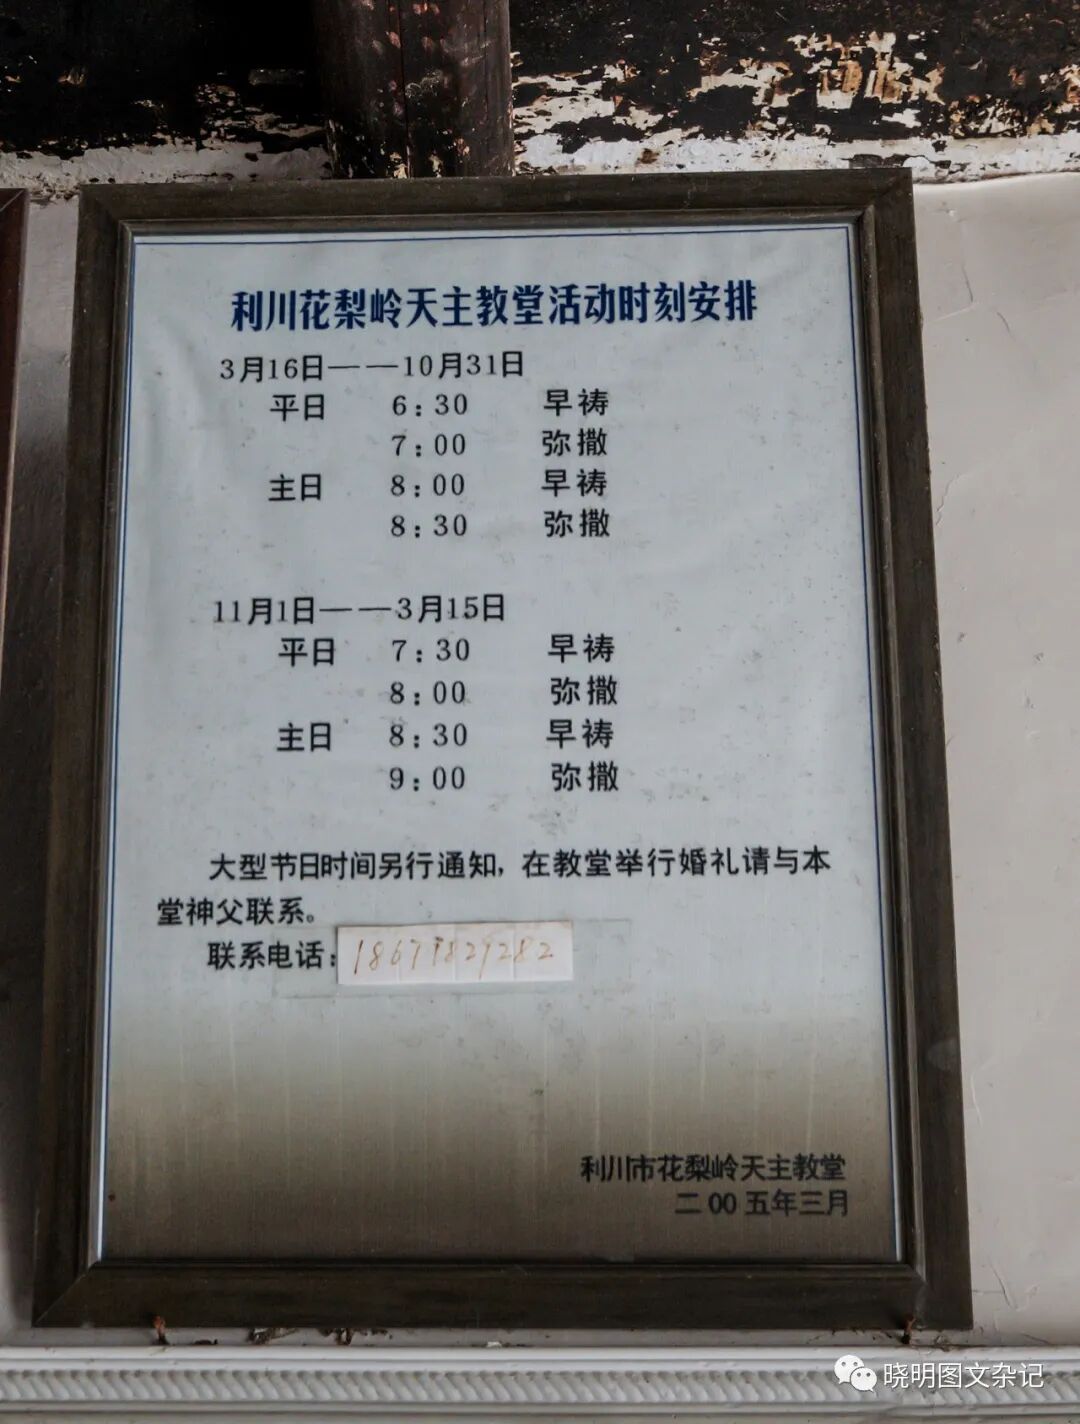 利川花梨岭天主教堂活动时刻安排
3月16日——10月31日
平日 6:30 早祷
7:00 弥撒
主日 8:00 早祷
8:30 弥撒
11月1日——3月15日
平日 7:30 早祷
8:00 弥撒
主日 8:30 早祷
9:00 弥撒
大型节日时间另行通知，在教堂举行婚礼请与本
堂神父联系。
联系电话：
利川市花梨岭天主教堂
二00五年三月
晓明图文杂记